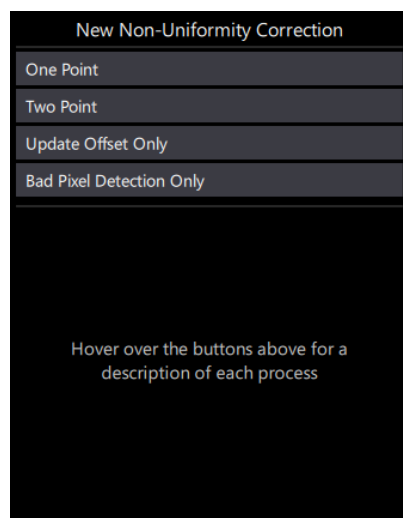 New Non-Uniformity Correction
One Point
Two Point
Update Offset Only
Bad Pixel Detection Only
Hover over the buttons above for a
description of each process